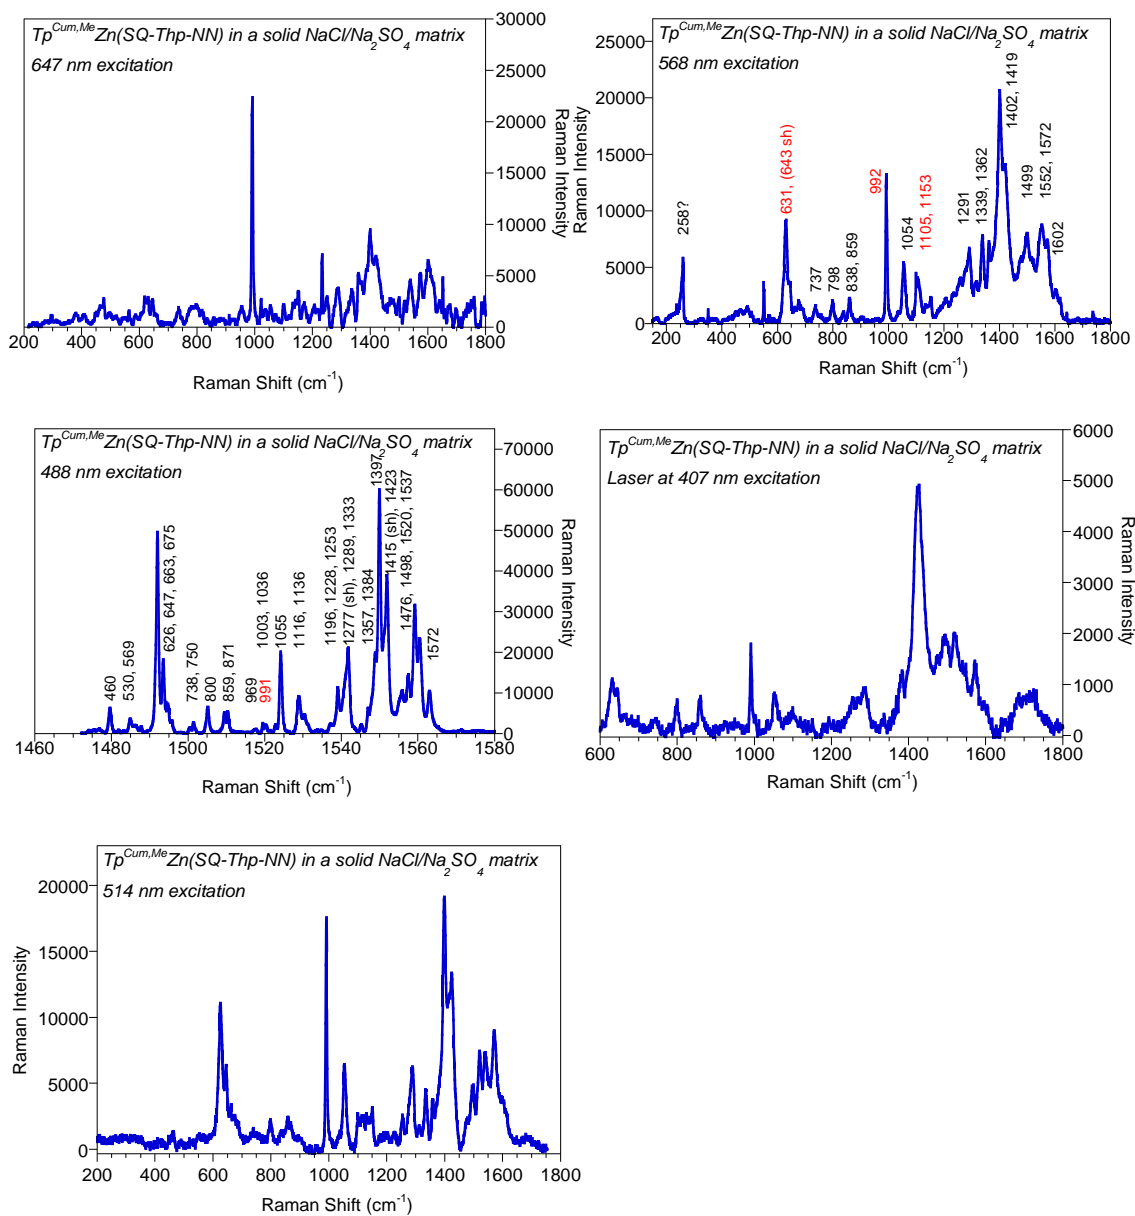 Tp^Cum,Me Zn(SQ-Thp-NN) in a solid NaCl/Na2SO4 matrix
647 nm excitation
30000
25000
20000
15000
10000
5000
0
Raman Intensity
200 400 600 800 1000 1200 1400 1600 1800
Raman Shift (cm-1)
Tp^Cum,Me Zn(SQ-Thp-NN) in a solid NaCl/Na2SO4 matrix
568 nm excitation
25000
20000
15000
10000
5000
0
Raman Intensity
258?
631, (643 sh)
737
798
838, 859
992
1054
1105, 1153
1291
1339, 1362
1402, 1419
1499
1552, 1572
1602
200 400 600 800 1000 1200 1400 1600 1800
Raman Shift (cm-1)
Tp^Cum,Me Zn(SQ-Thp-NN) in a solid NaCl/Na2SO4 matrix
488 nm excitation
70000
60000
50000
40000
30000
20000
10000
0
Raman Intensity
460
530, 569
626, 647, 663, 675
738, 750
800
859, 871
969
991
1003, 1036
1055
1116, 1136
1196, 1228, 1253
1277 (sh), 1289, 1333
1357, 1384
1397
1415 (sh), 1423
1476, 1498, 1520, 1537
1572
1460 1480 1500 1520 1540 1560 1580
Raman Shift (cm-1)
Tp^Cum,Me Zn(SQ-Thp-NN) in a solid NaCl/Na2SO4 matrix
Laser at 407 nm excitation
6000
5000
4000
3000
2000
1000
0
Raman Intensity
600 800 1000 1200 1400 1600 1800
Raman Shift (cm-1)
Tp^Cum,Me Zn(SQ-Thp-NN) in a solid NaCl/Na2SO4 matrix
514 nm excitation
20000
15000
10000
5000
0
Raman Intensity
200 400 600 800 1000 1200 1400 1600 1800
Raman Shift (cm-1)